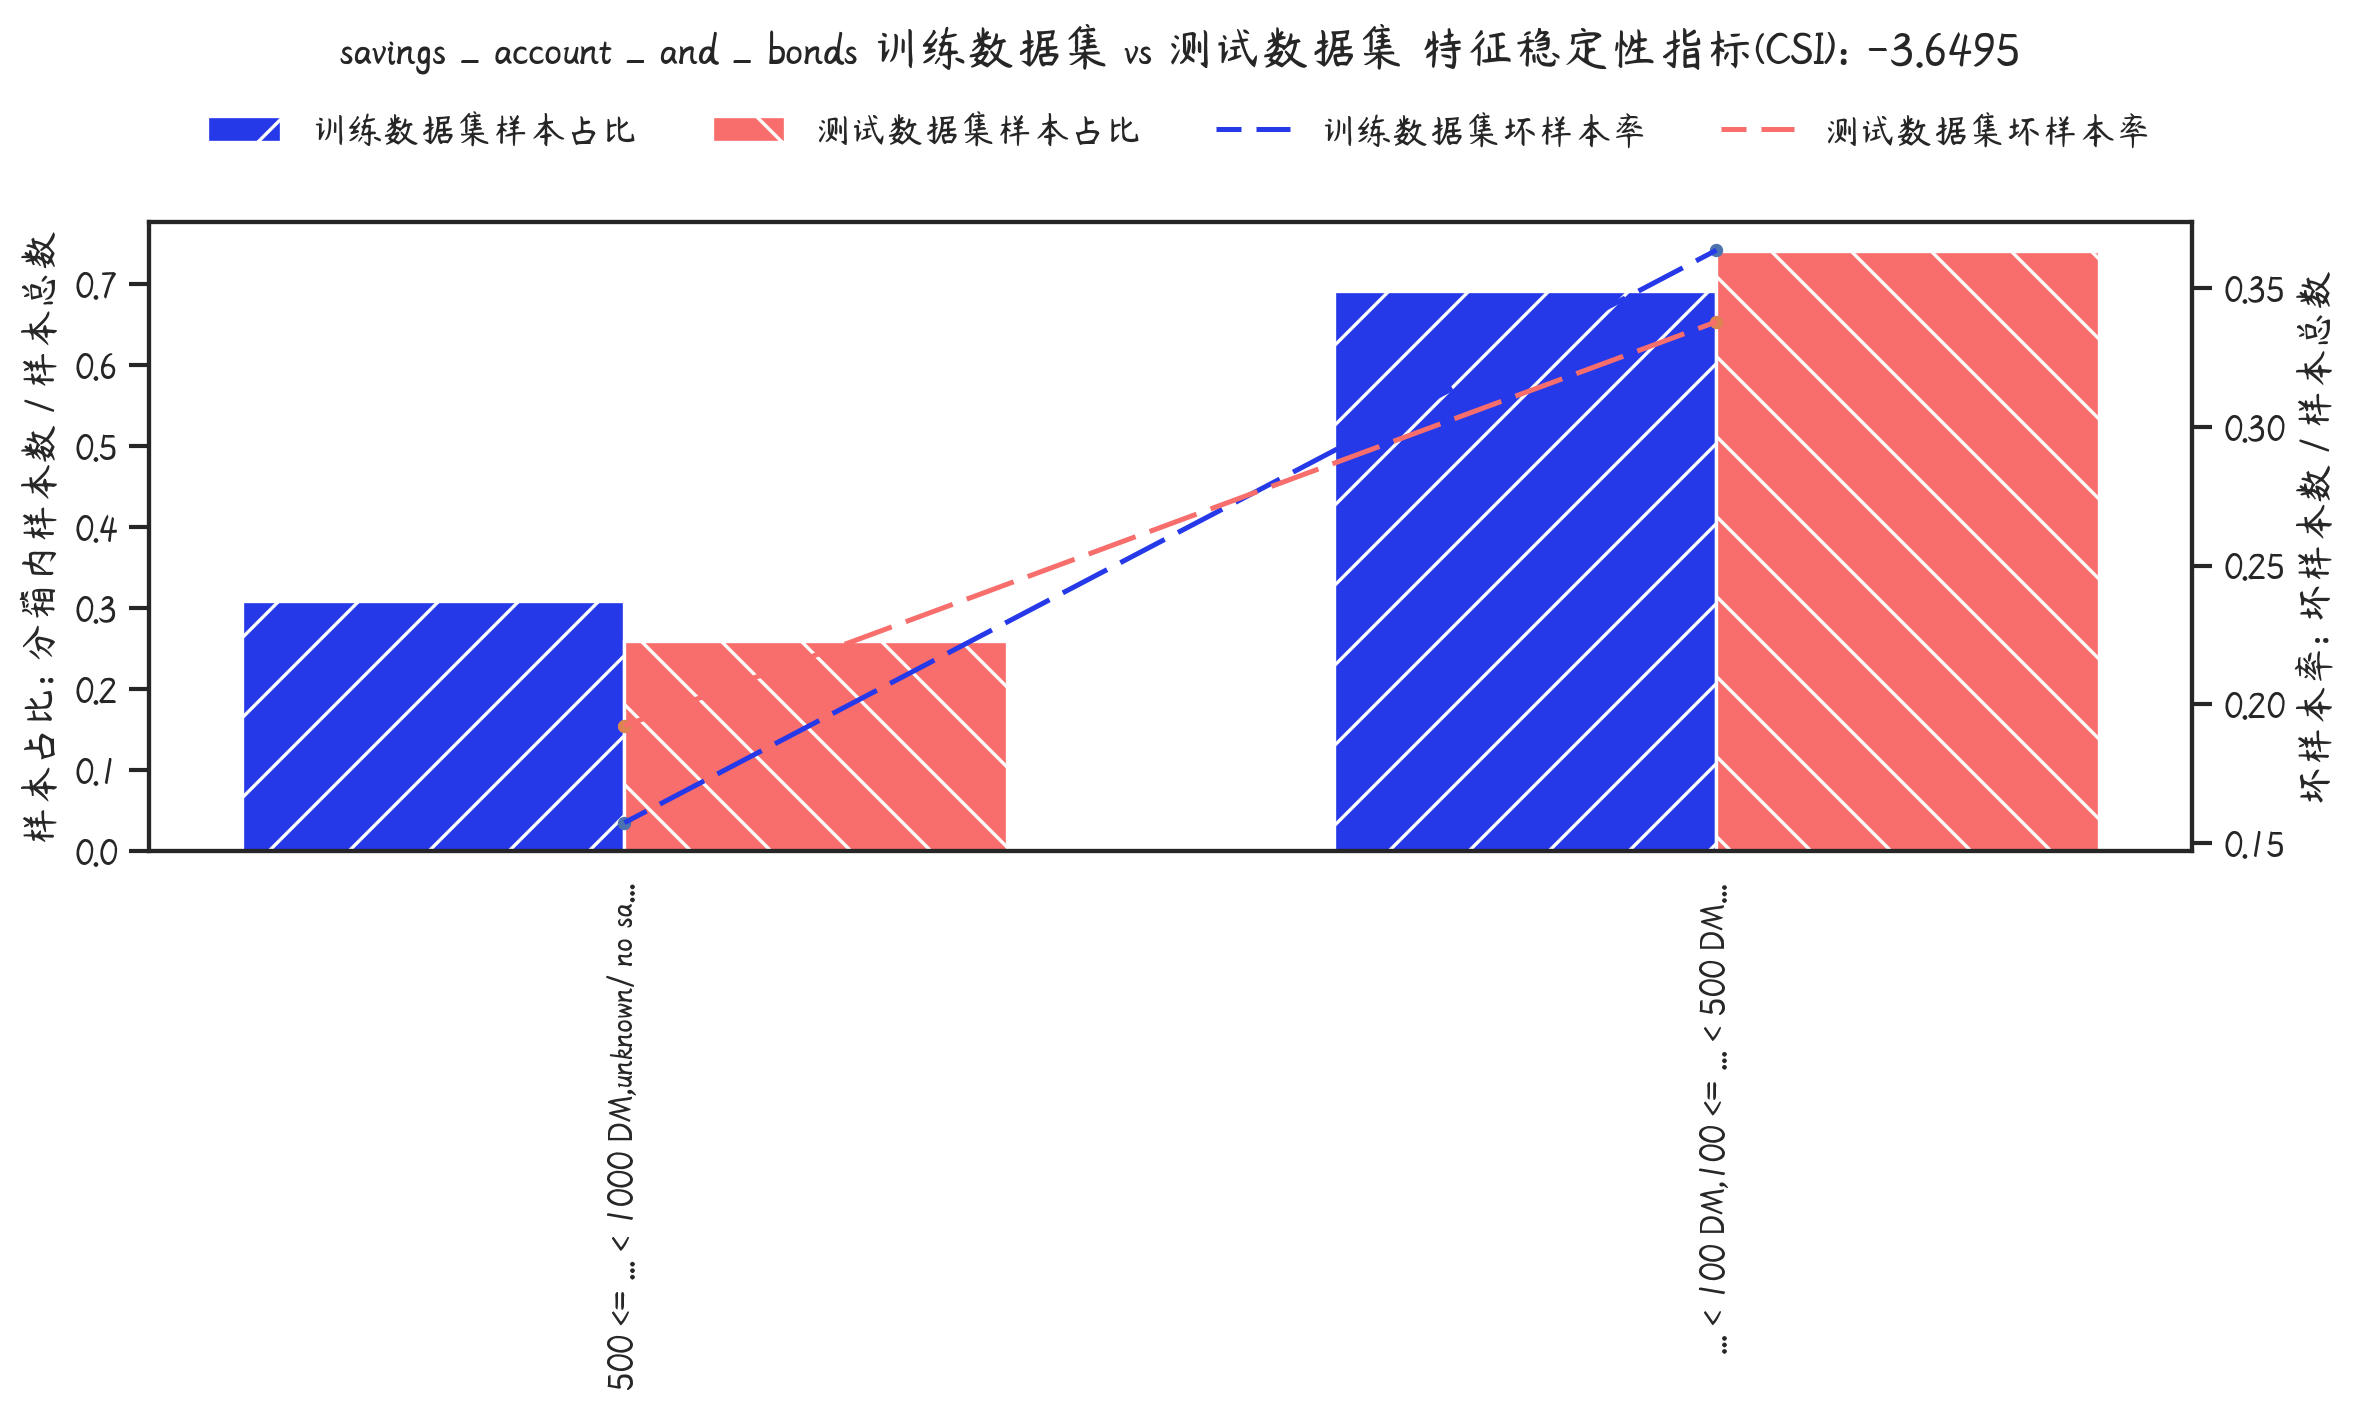 savings _ account _ and _ bonds 训练数据集 vs 测试数据集 特征稳定性指标(CSI): -3.6495
训练数据集样本占比
测试数据集样本占比
训练数据集坏样本率
测试数据集坏样本率
样本占比: 分箱内样本数 / 样本总数
0.7
0.6
0.5
0.4
0.3
0.2
0.1
0.0
0.35
0.30
0.25
0.20
0.15
坏样本率: 坏样本数 / 样本总数
500 <= ... < 1000 DM,unknown/ no sa...
... < 100 DM,100 <= ... < 500 DM...